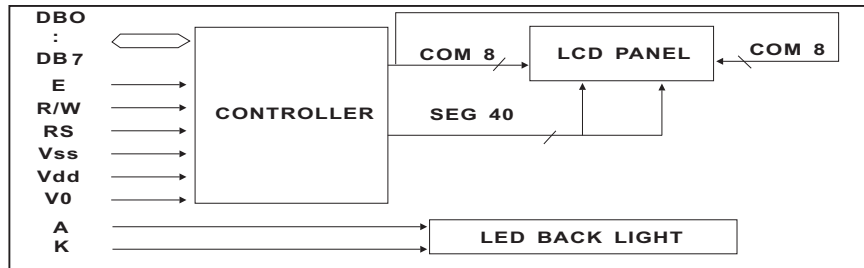 DBO
:
DB7
E
R/W
RS
Vss
Vdd
V0
A
K
CONTROLLER
COM 8
SEG 40
LCD PANEL
COM 8
LED BACK LIGHT